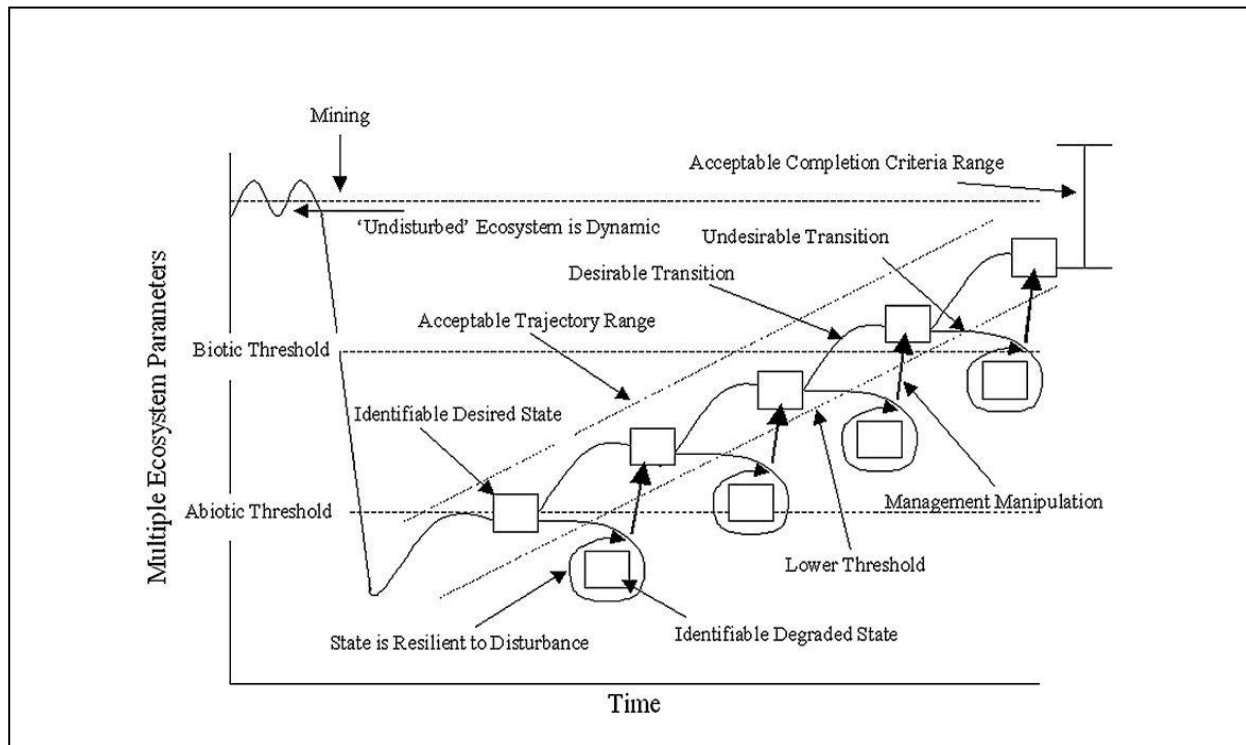 Mining
Acceptable Completion Criteria Range
‘Undisturbed’ Ecosystem is Dynamic
Undesirable Transition
Desirable Transition
Acceptable Trajectory Range
Biotic Threshold
Identifiable Desired State
Multiple Ecosystem Parameters
Abiotic Threshold
Management Manipulation
Lower Threshold
State is Resilient to Disturbance
Identifiable Degraded State
Time